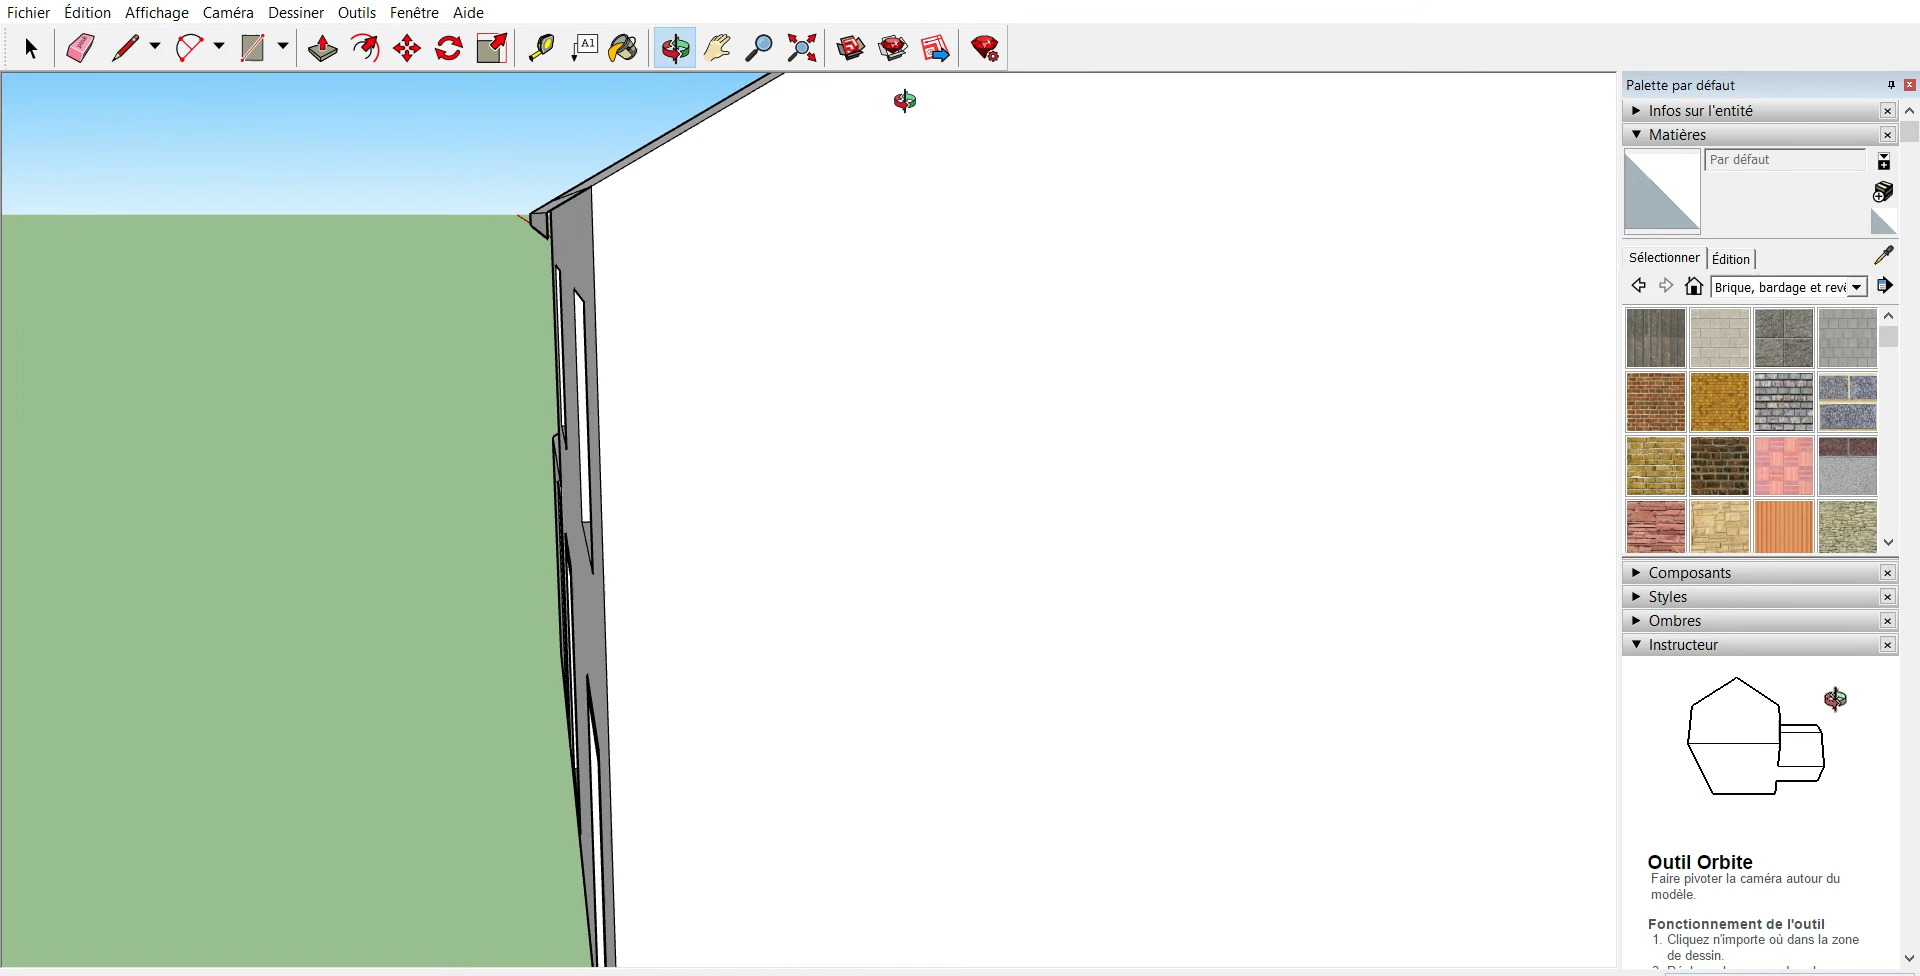 Fichier Édition Affichage Caméra Dessiner Outils Fenêtre Aide
A1
Palette par défaut
Infos sur l'entité
Matières
Par défaut
Sélectionner Édition
Brique, bardage et revê
Composants
Styles
Ombres
Instructeur
Outil Orbite
Faire pivoter la caméra autour du
modèle.
Fonctionnement de l'outil
1. Cliquez n'importe où dans la zone
de dessin.